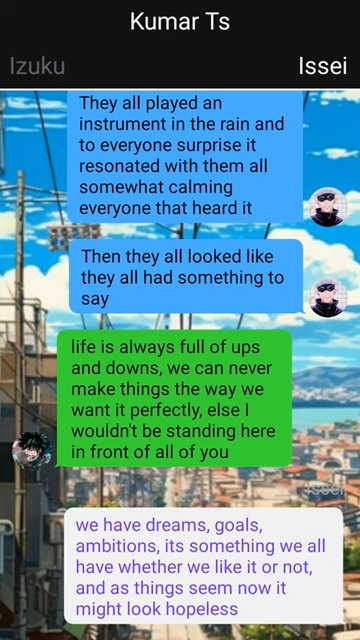 Kumar Ts
Izuku
Issei
They all played an
instrument in the rain and
to everyone surprise it
resonated with them all
somewhat calming
everyone that heard it
Then they all looked like
they all had something to
say
life is always full of ups
and downs, we can never
make things the way we
want it perfectly, else I
wouldn't be standing here
in front of all of you
Issei
we have dreams, goals,
ambitions, its something we all
have whether we like it or not,
and as things seem now it
might look hopeless